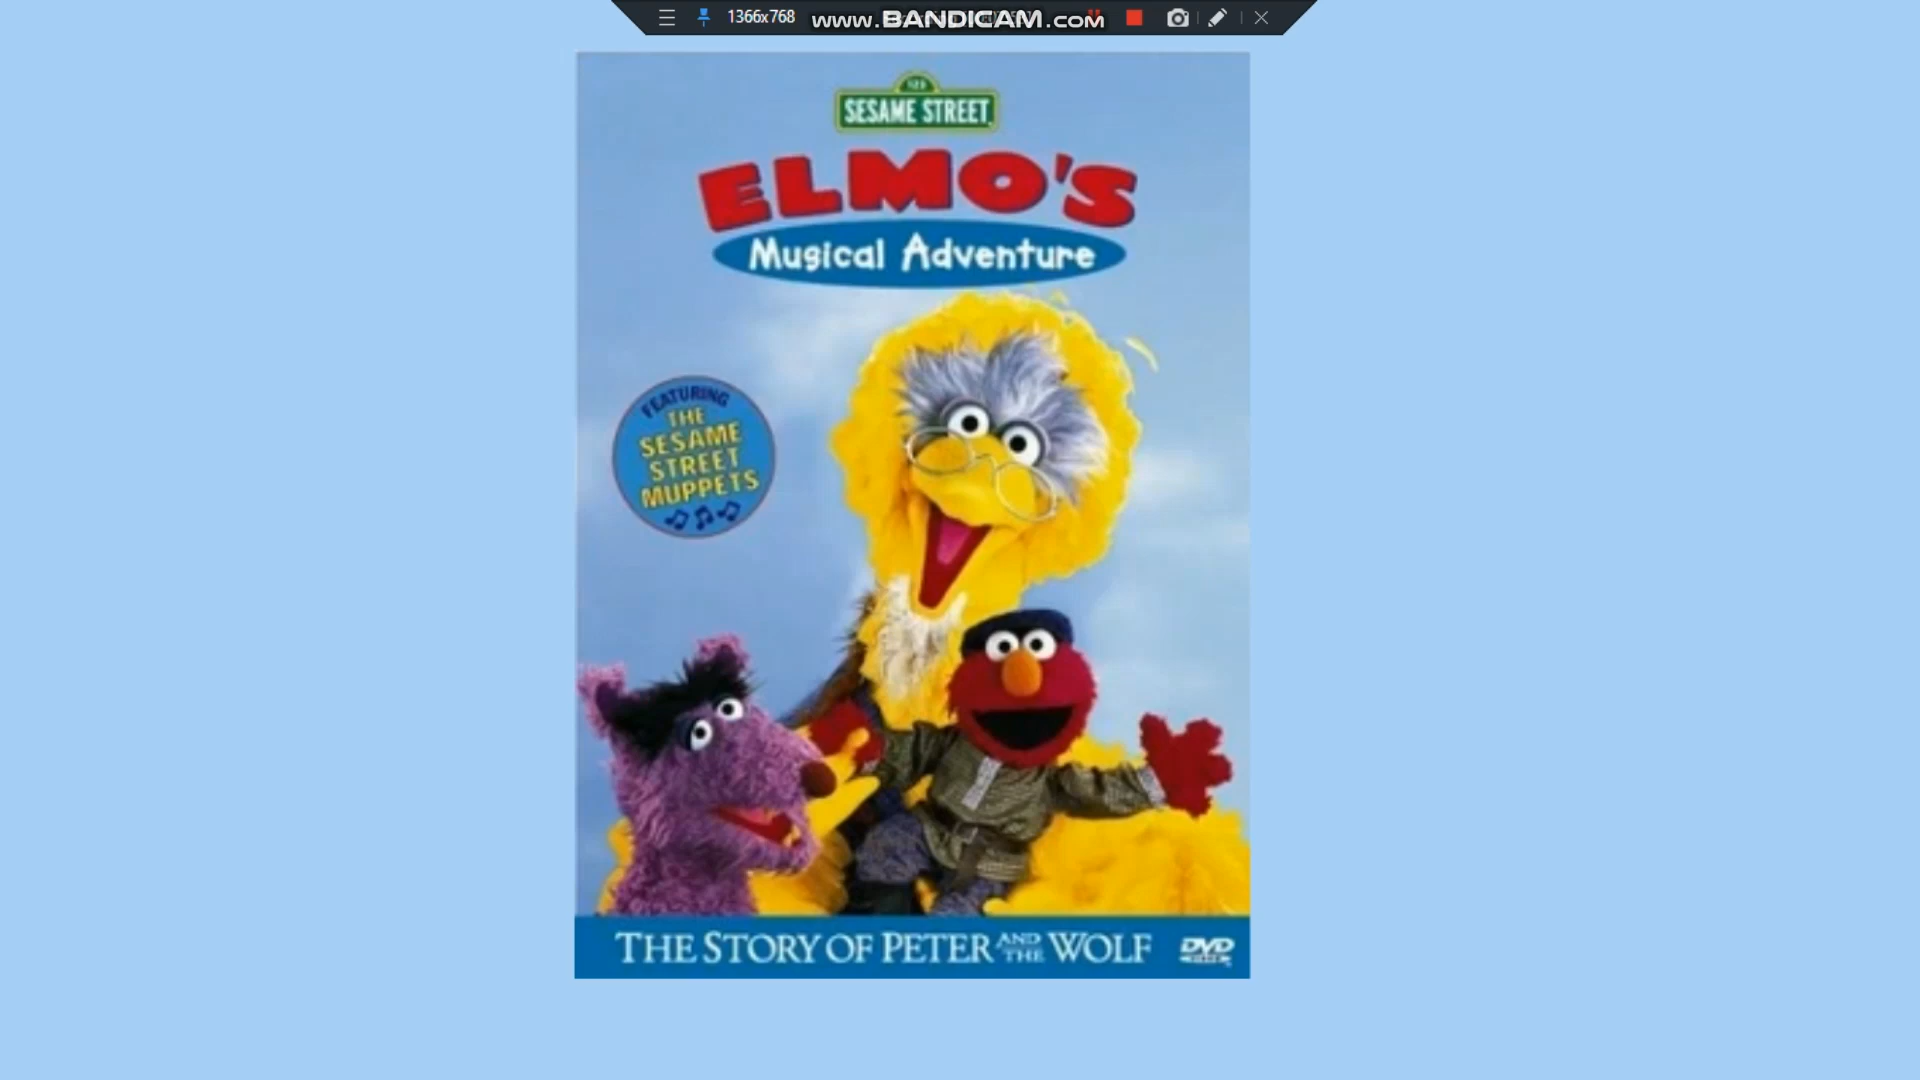 1366x768
www.BANDICAM.com
123
SESAME STREET
ELMO'S
Musical Adventure
FEATURING
THE
SESAME
STREET
MUPPETS
THE STORY OF PETER AND THE WOLF
DVD